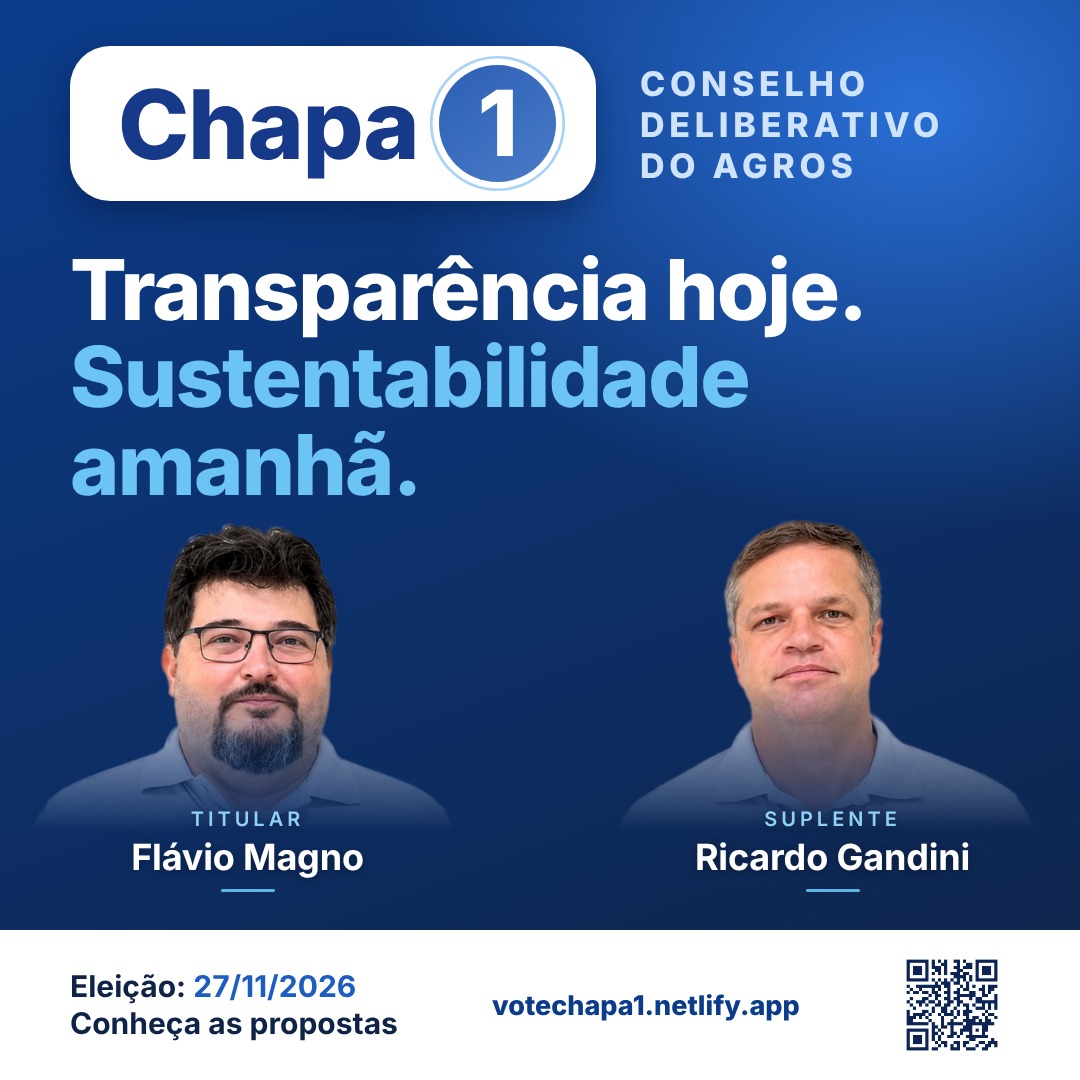 Chapa 1
CONSELHO
DELIBERATIVO
DO AGROS
Transparência hoje.
Sustentabilidade
amanhã.
TITULAR
Flávio Magno
SUPLENTE
Ricardo Gandini
Eleição: 27/11/2026
Conheça as propostas
votechapa1.netlify.app